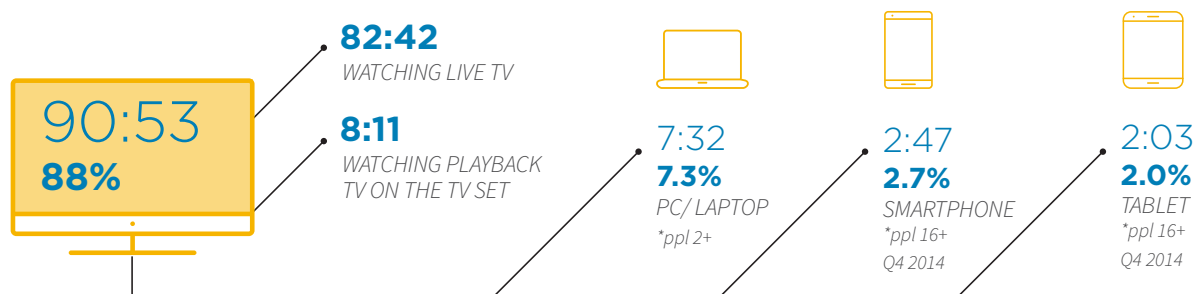 90:53
88%
82:42
WATCHING LIVE TV
8:11
WATCHING PLAYBACK
TV ON THE TV SET
7:32
7.3%
PC/ LAPTOP
*ppl 2+
2:47
2.7%
SMARTPHONE
*ppl 16+
Q4 2014
2:03
2.0%
TABLET
*ppl 16+
Q4 2014